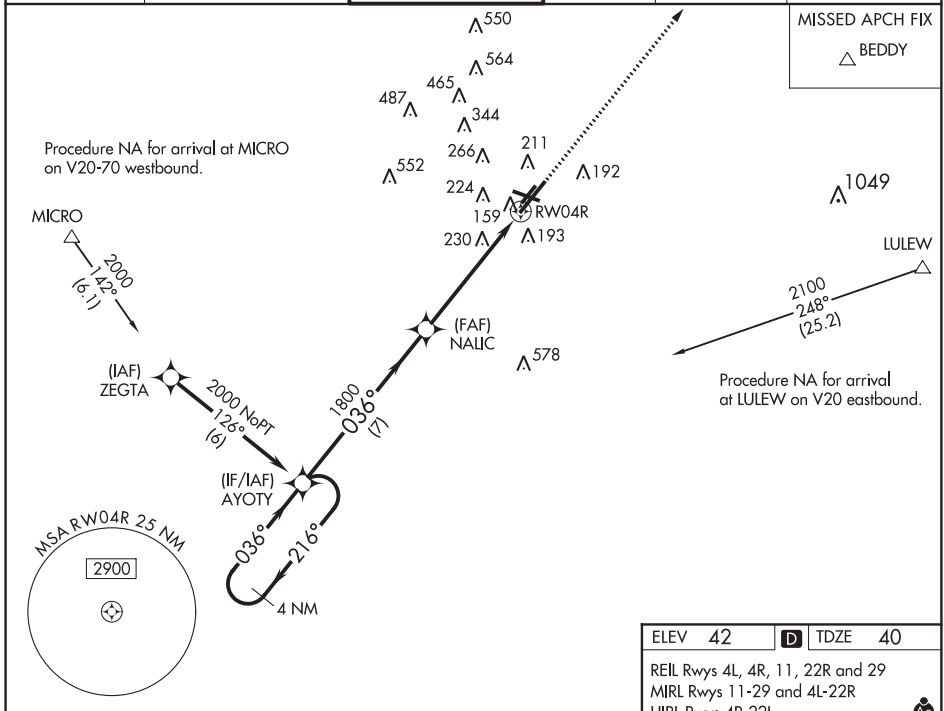 MISSED APCH FIX
BEDDY
550
564
465
487
344
Procedure NA for arrival at MICRO
on V20-70 westbound.
266
211
552
192
224
1049
159
RW04R
MICRO
230
193
LULEW
2000
142°
(6.1)
2100
248°
(25.2)
(FAF)
NALIC
578
(IAF)
ZEGTA
Procedure NA for arrival
at LULEW on V20 eastbound.
2000 NoPT
126°
(6)
1800
036°
(7)
(IF/IAF)
AYOTY
036°
216°
4 NM
MSA RW04R 25 NM
2900
ELEV 42 D TDZE 40
REIL Rwys 4L, 4R, 11, 22R and 29
MIRL Rwys 11-29 and 4L-22R